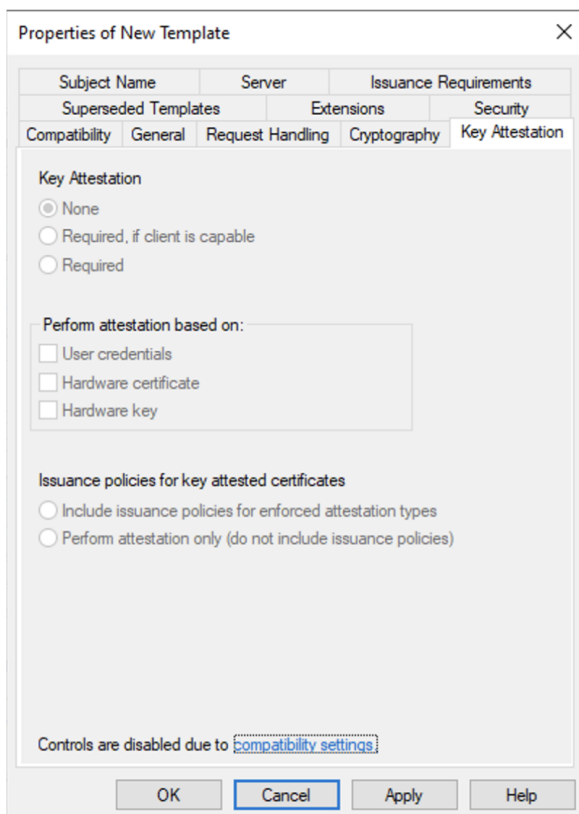 Properties of New Template
Subject Name Server Issuance Requirements
Superseded Templates Extensions Security
Compatibility General Request Handling Cryptography Key Attestation
Key Attestation
None
Required, if client is capable
Required
Perform attestation based on:
User credentials
Hardware certificate
Hardware key
Issuance policies for key attested certificates
Include issuance policies for enforced attestation types
Perform attestation only (do not include issuance policies)
Controls are disabled due to compatibility settings.
OK Cancel Apply Help